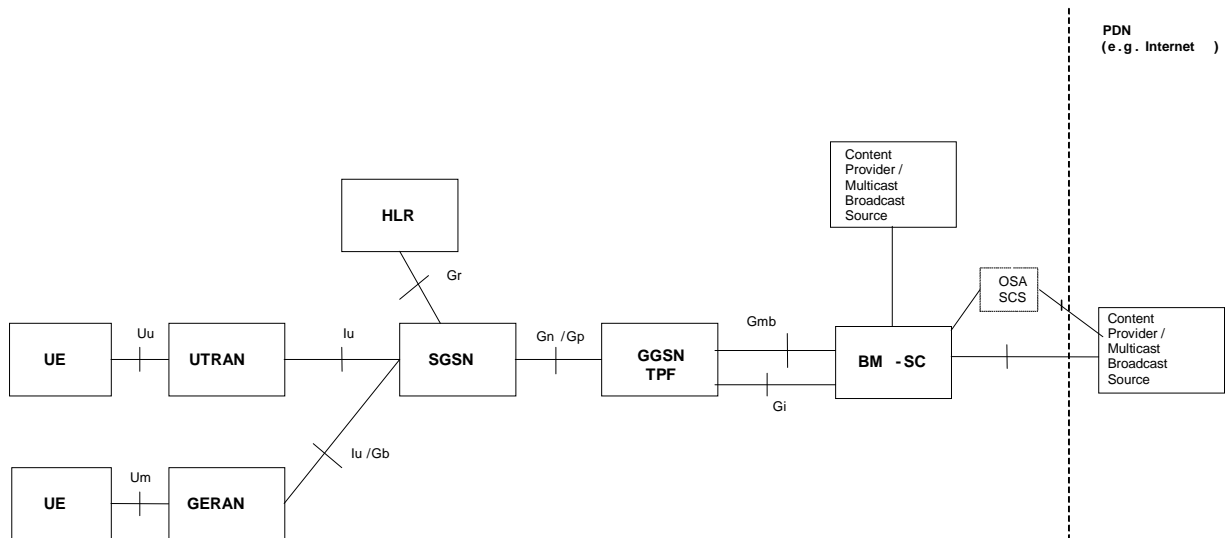 PDN
(e.g. Internet )
Content
Provider /
Multicast
Broadcast
Source
HLR
Gr
OSA
SCS
UE
Uu
UTRAN
Iu
SGSN
Gn /Gp
GGSN
TPF
Gmb
Gi
BM -SC
Content
Provider /
Multicast
Broadcast
Source
Iu /Gb
UE
Um
GERAN